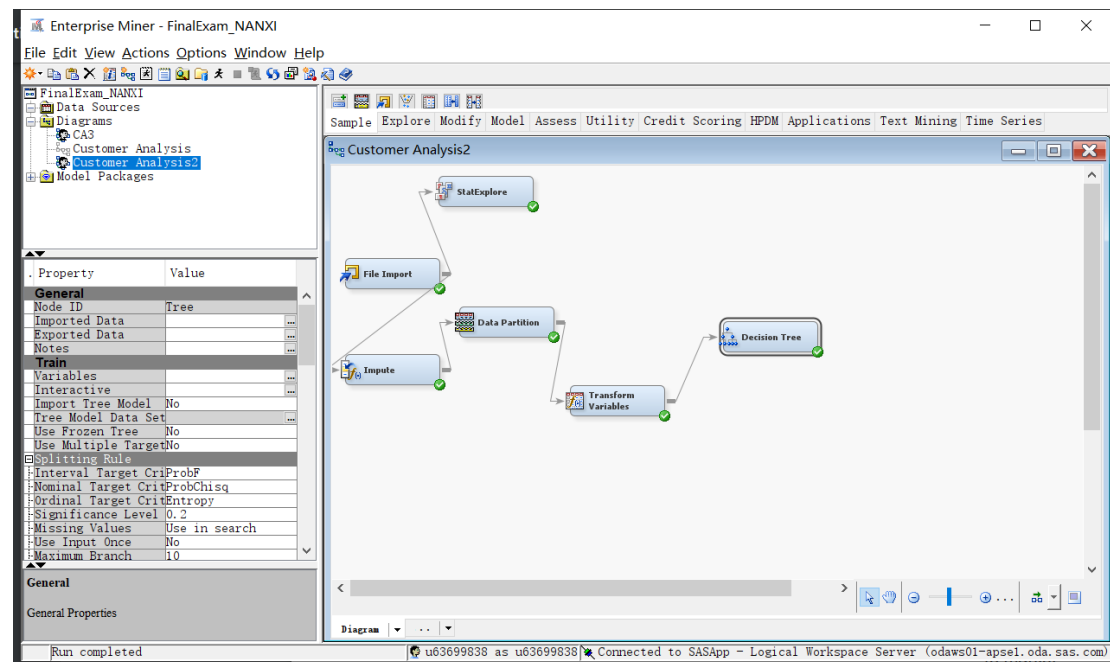 Enterprise Miner - FinalExam_NANXI
File Edit View Actions Options Window Help
FinalExam_NANXI
Data Sources
Diagrams
CA3
Customer Analysis
Customer Analysis2
Model Packages
Sample Explore Modify Model Assess Utility Credit Scoring HPDM Applications Text Mining Time Series
Customer Analysis2
StatExplore
File Import
Data Partition
Decision Tree
Impute
Transform
Variables
. Property Value
General
Node ID Tree
Imported Data ...
Exported Data ...
Notes ...
Train
Variables ...
Interactive ...
Import Tree Model No
Tree Model Data Set ...
Use Frozen Tree No
Use Multiple Target No
Splitting Rule
Interval Target Cri ProbF
Nominal Target Crit ProbChisq
Ordinal Target Crit Entropy
Significance Level 0.2
Missing Values Use in search
Use Input Once No
Maximum Branch 10
General
General Properties
Diagram ..
Run completed
u63699838 as u63699838 Connected to SASApp - Logical Workspace Server (odaws01-apse1.oda.sas.com)